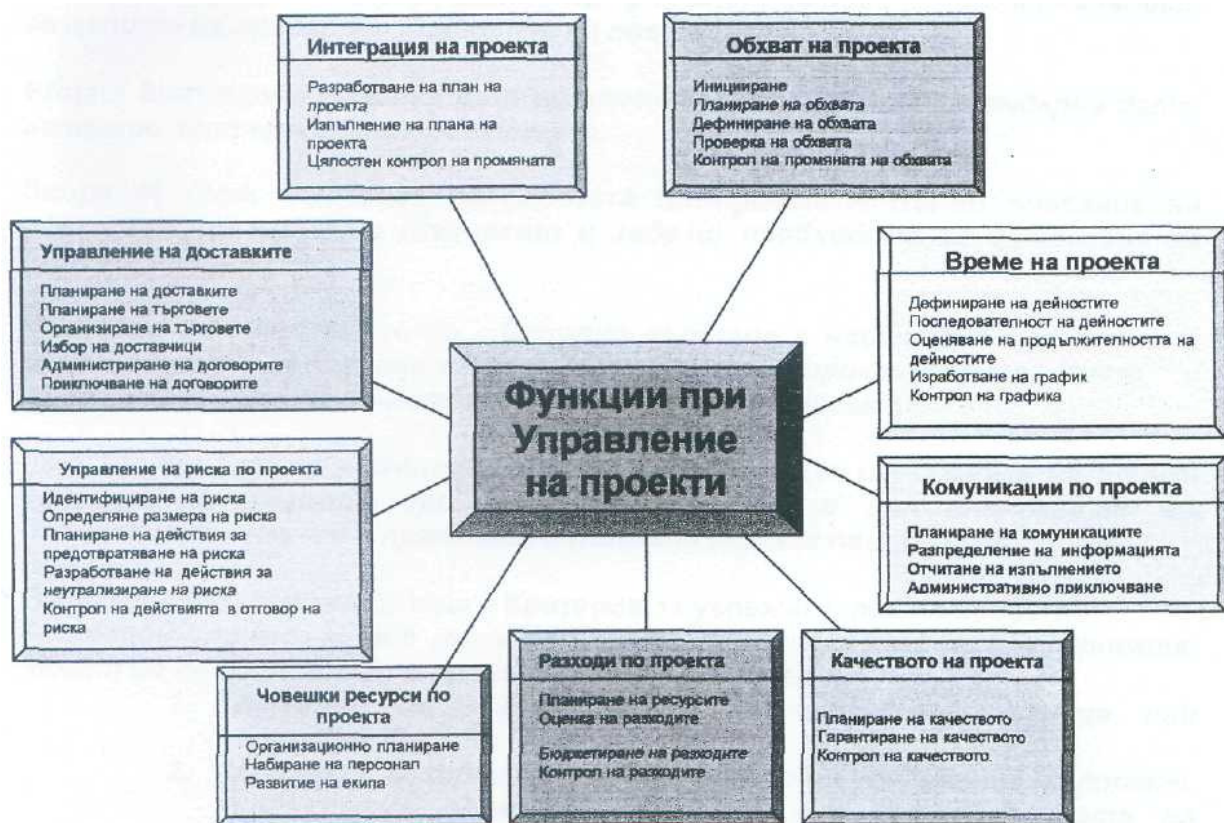 Интеграция на проекта
Разработване на план на
проекта
Изпълнение на плана на
проекта
Цялостен контрол на промяната
Обхват на проекта
Иницииране
Планиране на обхвата
Дефиниране на обхвата
Проверка на обхвата
Контрол на промяната на обхвата
Управление на доставките
Планиране на доставките
Планиране на търговете
Организиране на търговете
Избор на доставчици
Администриране на договорите
Приключване на договорите
Време на проекта
Дефиниране на дейностите
Последователност на дейностите
Оценяване на продължителността на
дейностите
Изработване на график
Контрол на графика
Функции при
Управление
на проекти
Управление на риска по проекта
Идентифициране на риска
Определяне размера на риска
Планиране на действия за
предотвратяване на риска
Разработване на действия за
неутрализиране на риска
Контрол на действията в отговор на
риска
Комуникации по проекта
Планиране на комуникациите
Разпределение на информацията
Отчитане на изпълнението
Административно приключване
Човешки ресурси по
проекта
Организационно планиране
Набиране на персонал
Развитие на екипа
Разходи по проекта
Планиране на ресурсите
Оценка на разходите
Бюджетиране на разходите
Контрол на разходите
Качеството на проекта
Планиране на качеството
Гарантиране на качеството
Контрол на качеството.